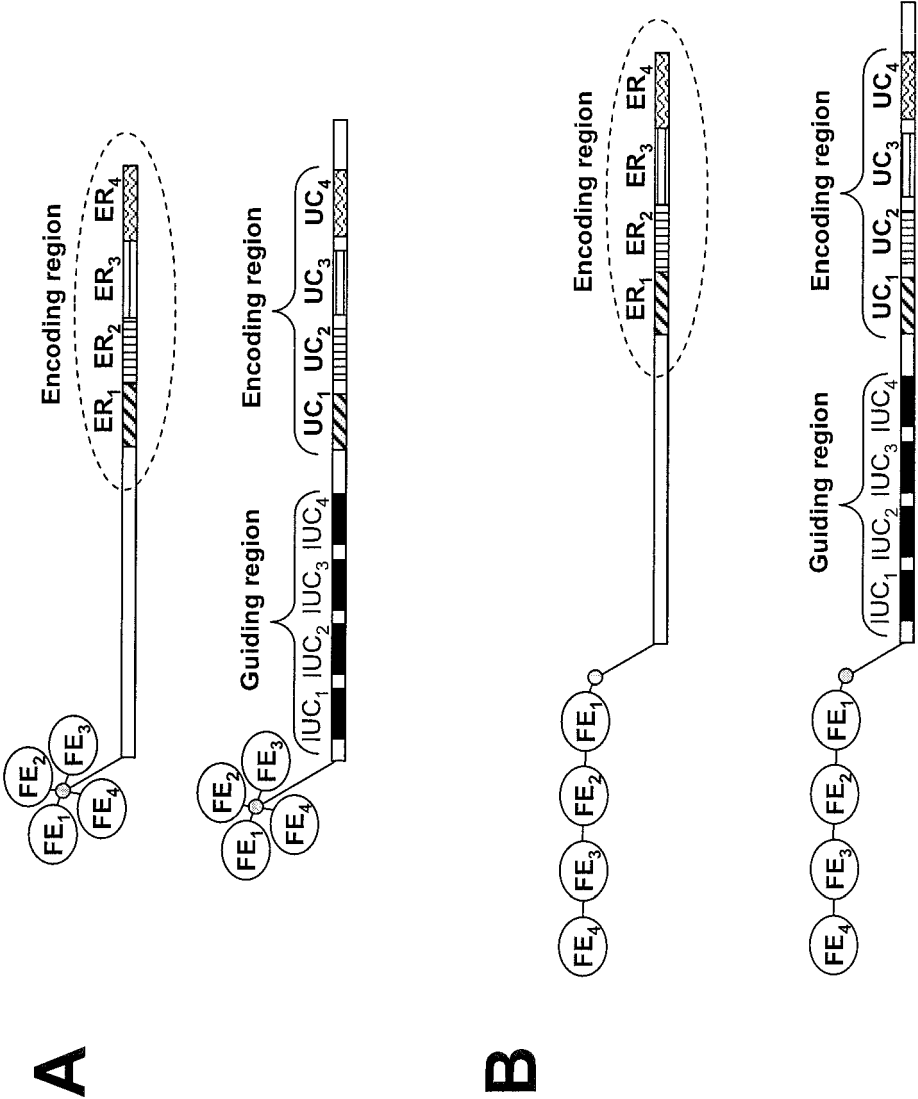 A
Encoding region
ER1 ER2 ER3 ER4
FE1 FE2 FE3 FE4
Guiding region Encoding region
IUC1 IUC2 IUC3 IUC4 UC1 UC2 UC3 UC4
FE1 FE2 FE3 FE4
B
Encoding region
ER1 ER2 ER3 ER4
FE4 FE3 FE2 FE1
Guiding region Encoding region
IUC1 IUC2 IUC3 IUC4 UC1 UC2 UC3 UC4
FE4 FE3 FE2 FE1